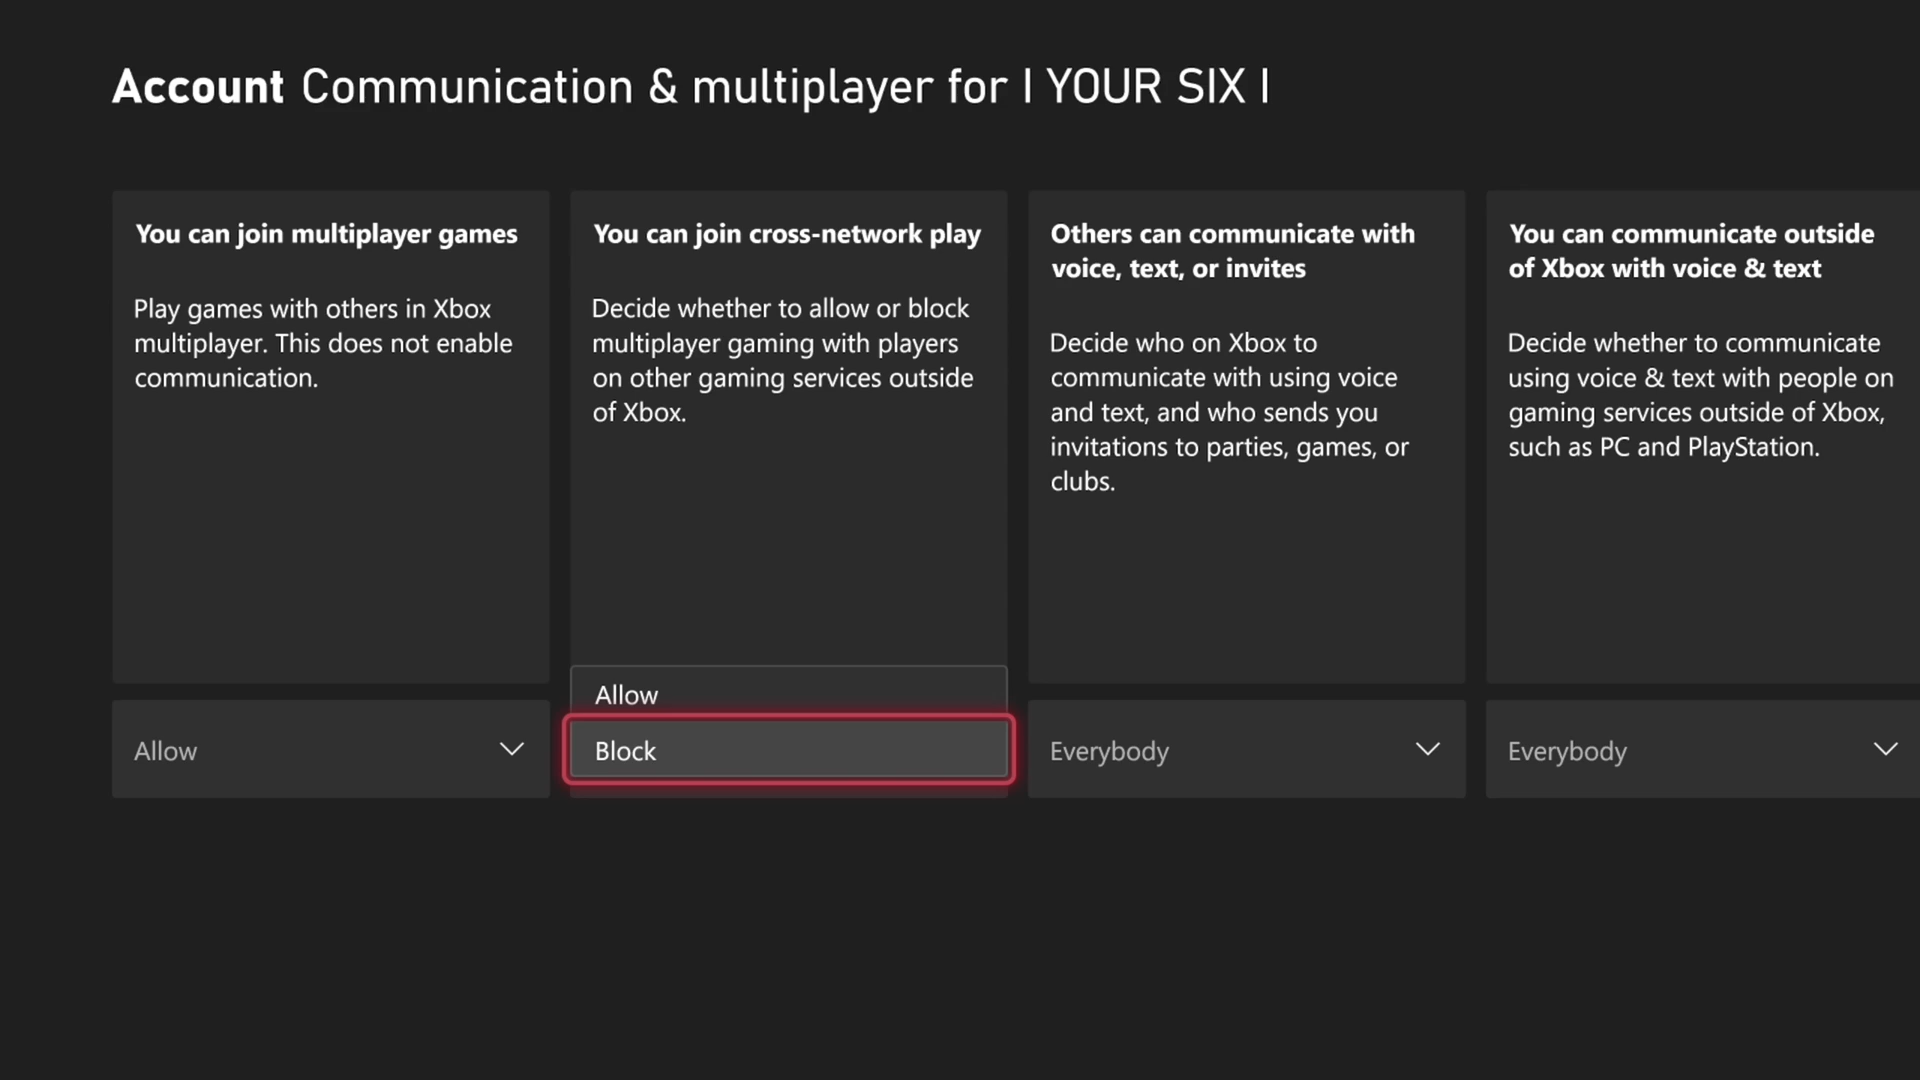 Account Communication & multiplayer for I YOUR SIX I
You can join multiplayer games
Play games with others in Xbox
multiplayer. This does not enable
communication.
Allow
You can join cross-network play
Decide whether to allow or block
multiplayer gaming with players
on other gaming services outside
of Xbox.
Allow
Block
Others can communicate with
voice, text, or invites
Decide who on Xbox to
communicate with using voice
and text, and who sends you
invitations to parties, games, or
clubs.
Everybody
You can communicate outside
of Xbox with voice & text
Decide whether to communicate
using voice & text with people on
gaming services outside of Xbox,
such as PC and PlayStation.
Everybody